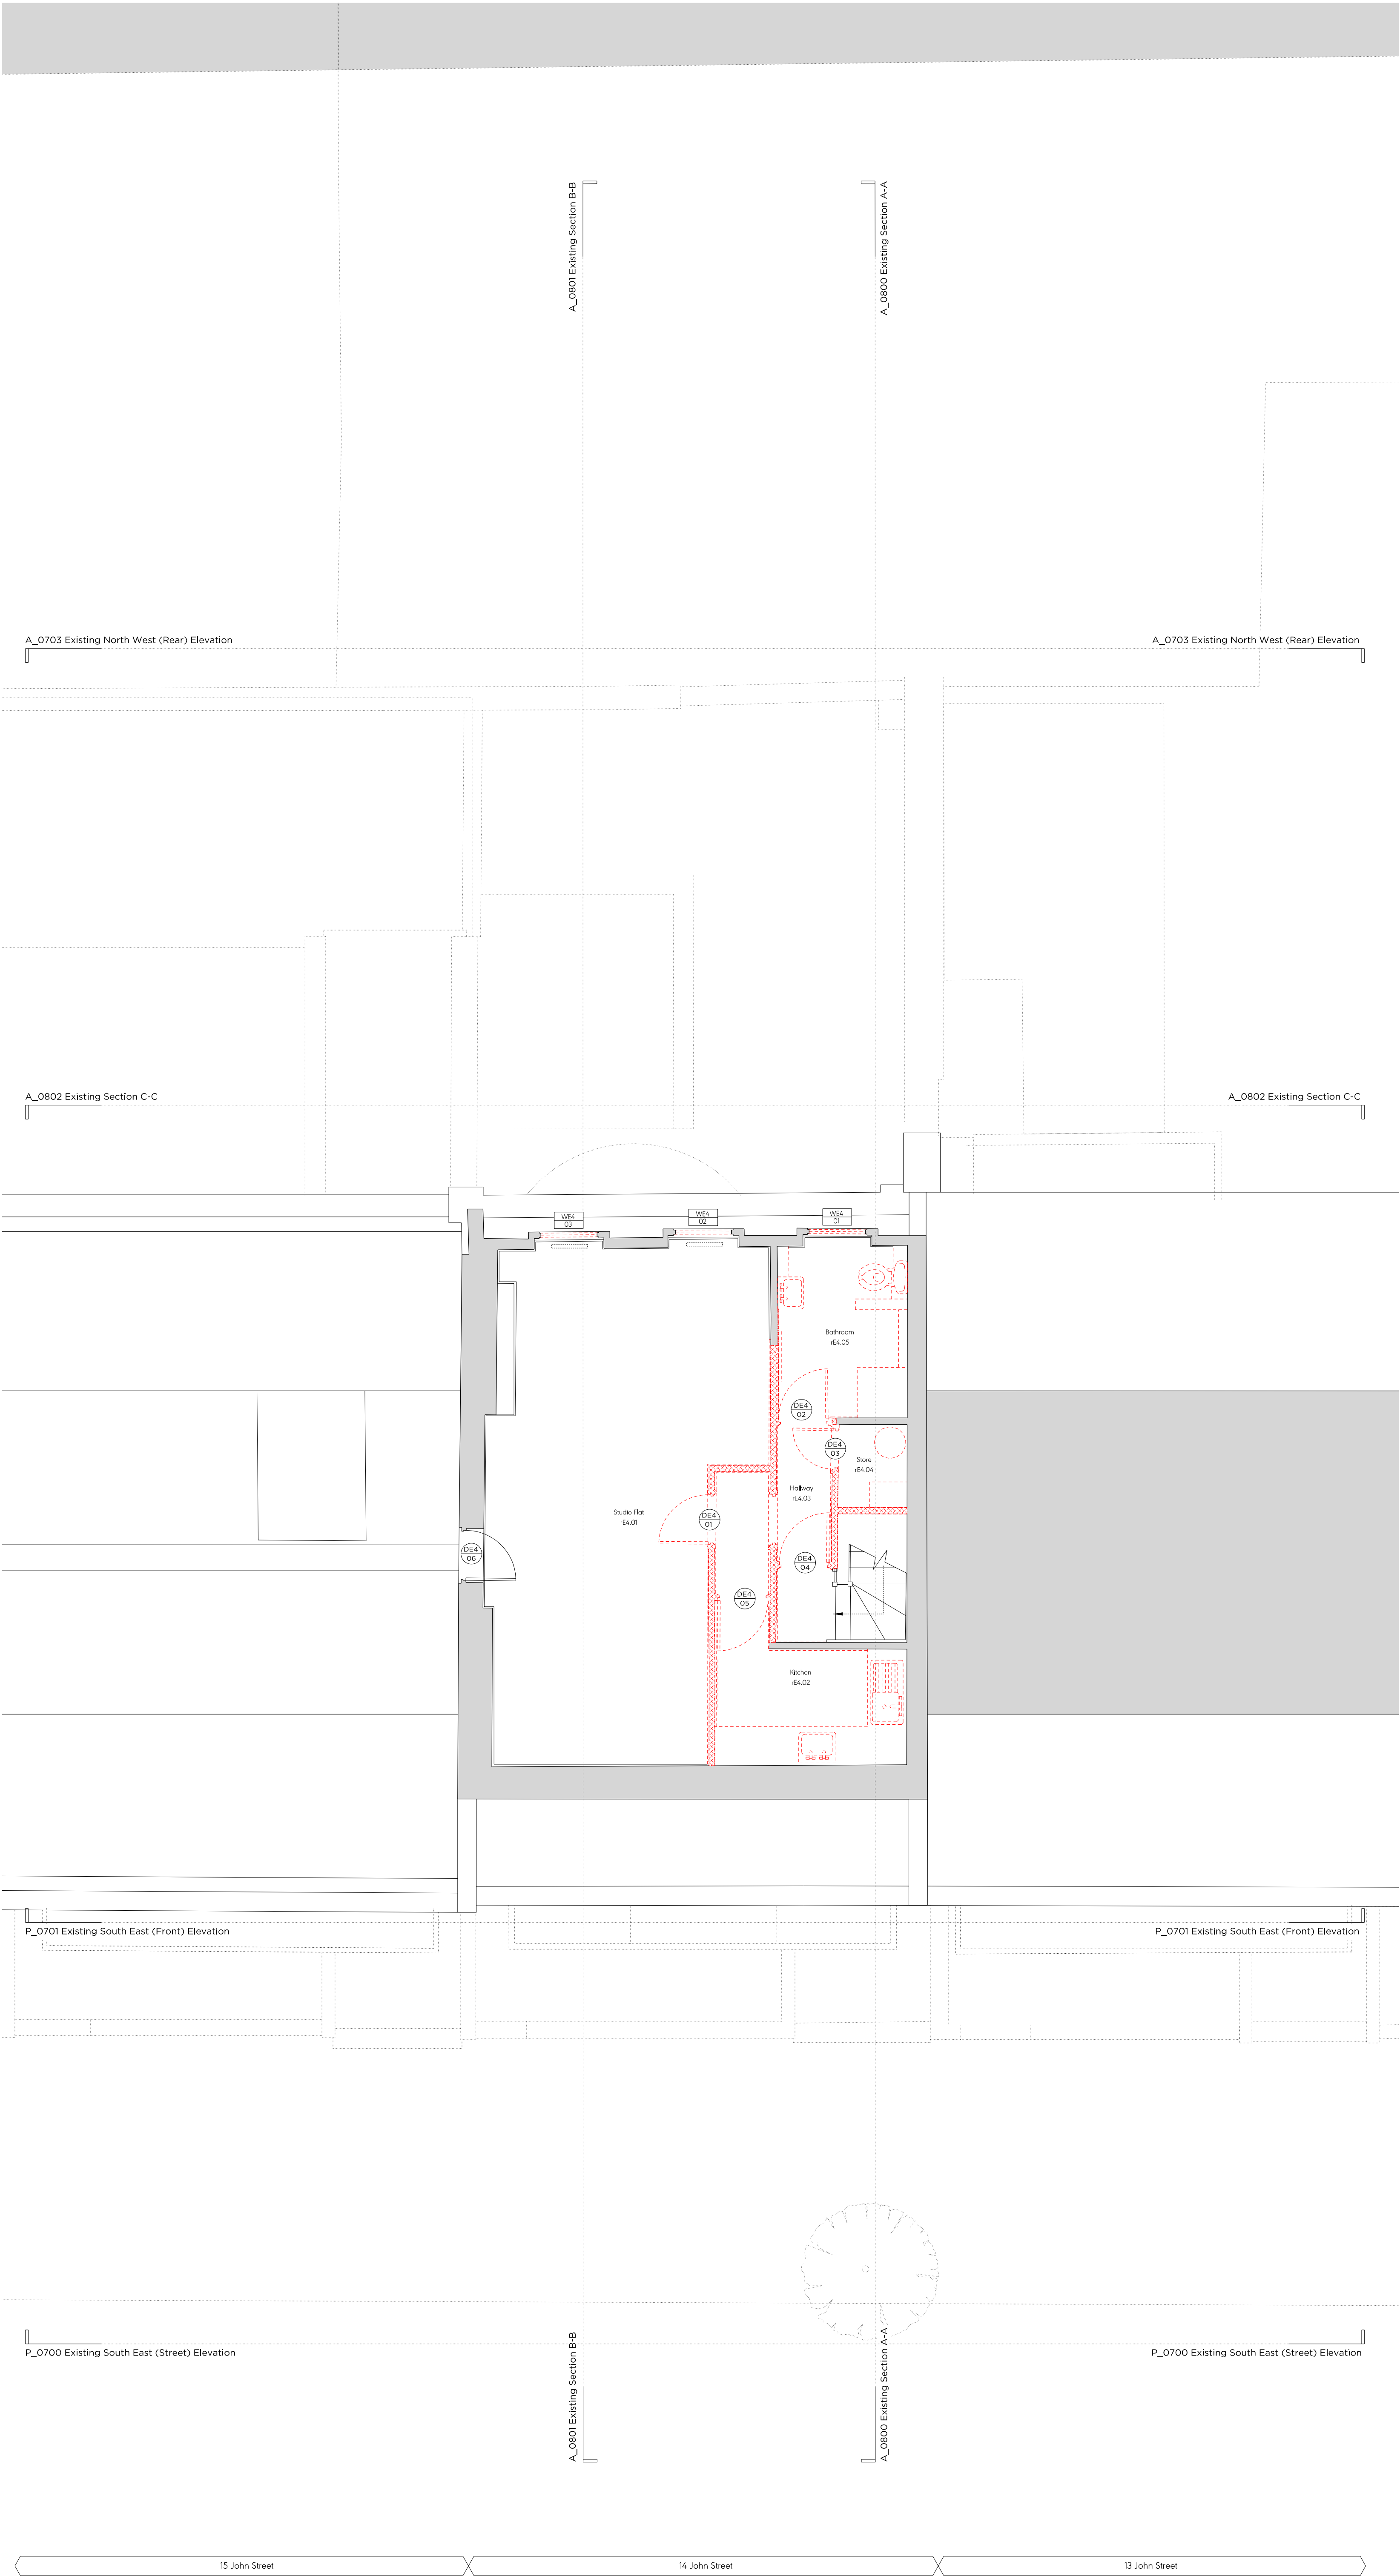 A_0801 Existing Section B-B
A_0800 Existing Section A-A
A_0703 Existing North West (Rear) Elevation
A_0703 Existing North West (Rear) Elevation
A_0802 Existing Section C-C
A_0802 Existing Section C-C
WE4
03
WE4
02
WE4
01
Bathroom
rE4.05
DE4
02
DE4
03
Store
rE4.04
Hallway
rE4.03
Studio Flat
rE4.01
DE4
01
DE4
06
DE4
04
DE4
05
Kitchen
rE4.02
P_0701 Existing South East (Front) Elevation
P_0701 Existing South East (Front) Elevation
P_0700 Existing South East (Street) Elevation
P_0700 Existing South East (Street) Elevation
A_0801 Existing Section B-B
A_0800 Existing Section A-A
15 John Street
14 John Street
13 John Street